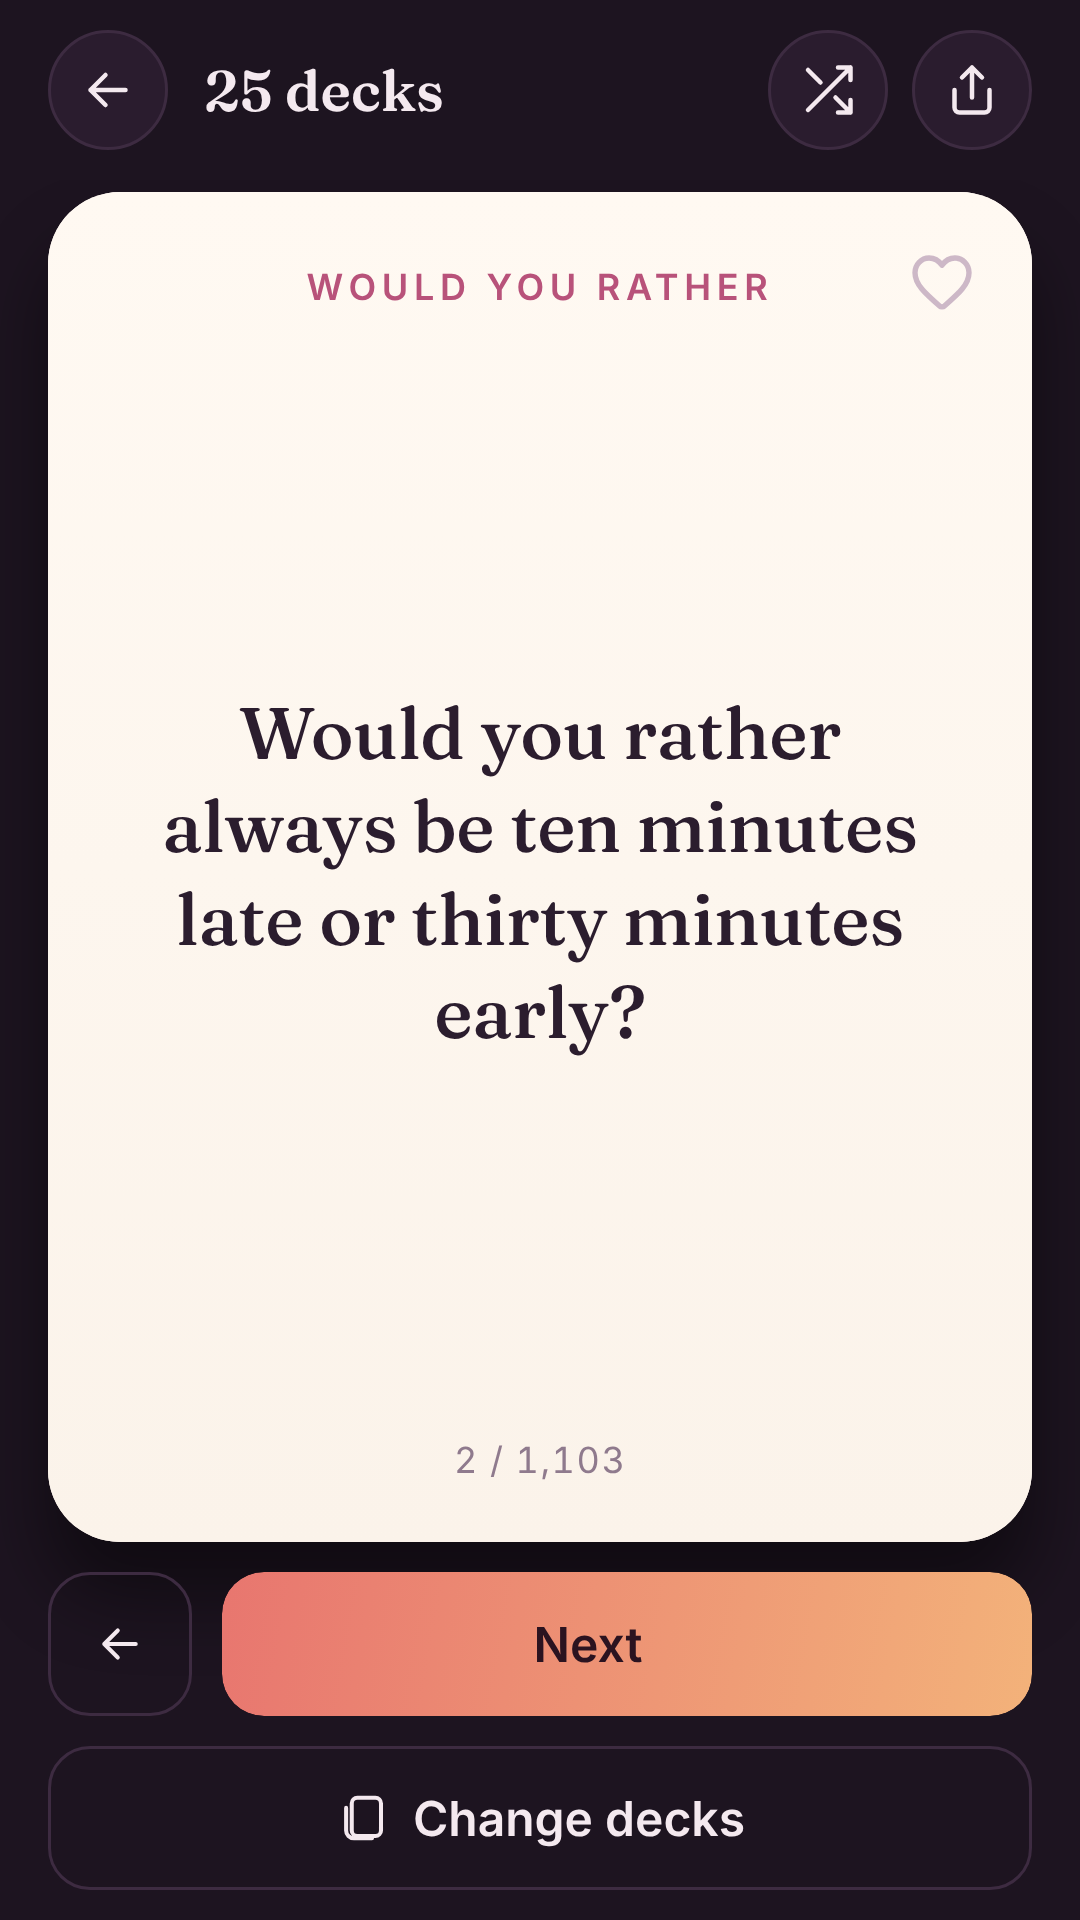 25 decks
WOULD YOU RATHER
Would you rather
always be ten minutes
late or thirty minutes
early?
2 / 1,103
Next
Change decks